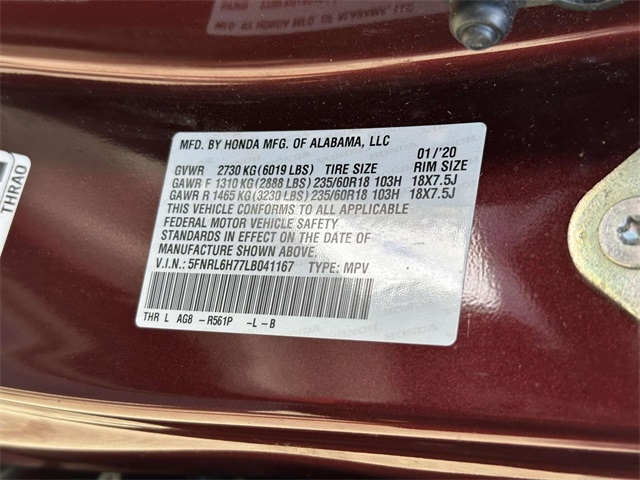 MFD. BY HONDA MFG. OF ALABAMA, LLC 01/'20
GVWR 2730 KG(6019 LBS) TIRE SIZE RIM SIZE
GAWR F 1310 KG(2888 LBS)235/60R18 103H 18X7.5J
GAWR R 1465 KG(3230 LBS)235/60R18 103H 18X7.5J
THIS VEHICLE CONFORMS TO ALL APPLICABLE
FEDERAL MOTOR VEHICLE SAFETY
STANDARDS IN EFFECT ON THE DATE OF
MANUFACTURE SHOWN ABOVE.
V.I.N.: 5FNRL6H77LB041167 TYPE: MPV
THR L AG8 -R561P -L-B
THRAO